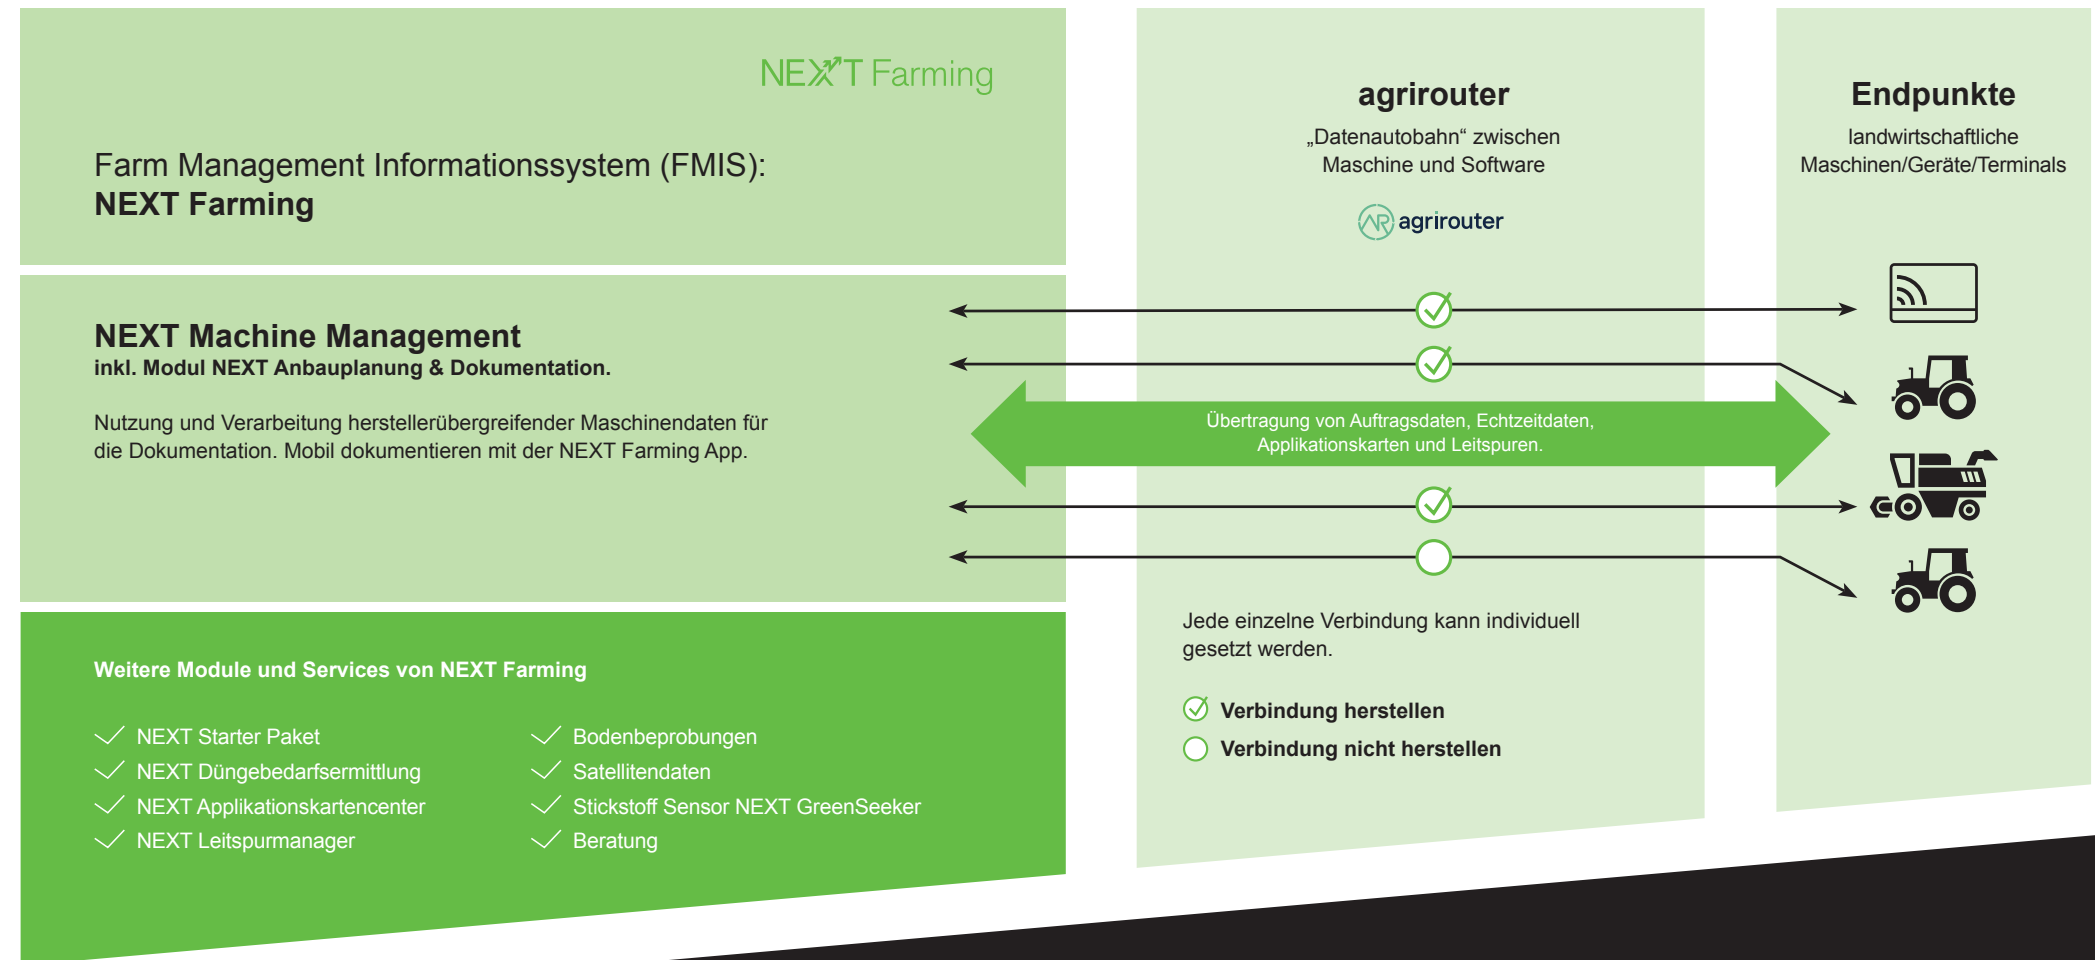 NEXT Farming
Farm Management Informationssystem (FMIS):
NEXT Farming
NEXT Machine Management
inkl. Modul NEXT Anbauplanung & Dokumentation.
Nutzung und Verarbeitung herstellerübergreifender Maschinendaten für
die Dokumentation. Mobil dokumentieren mit der NEXT Farming App.
Weitere Module und Services von NEXT Farming
NEXT Starter Paket
NEXT Düngebedarfsermittlung
NEXT Applikationskartencenter
NEXT Leitspurmanager
Bodenbeprobungen
Satellitendaten
Stickstoff Sensor NEXT GreenSeeker
Beratung
agrirouter
„Datenautobahn“ zwischen
Maschine und Software
AR agrirouter
Übertragung von Auftragsdaten, Echtzeitdaten,
Applikationskarten und Leitspuren.
Jede einzelne Verbindung kann individuell
gesetzt werden.
Verbindung herstellen
Verbindung nicht herstellen
Endpunkte
landwirtschaftliche
Maschinen/Geräte/Terminals